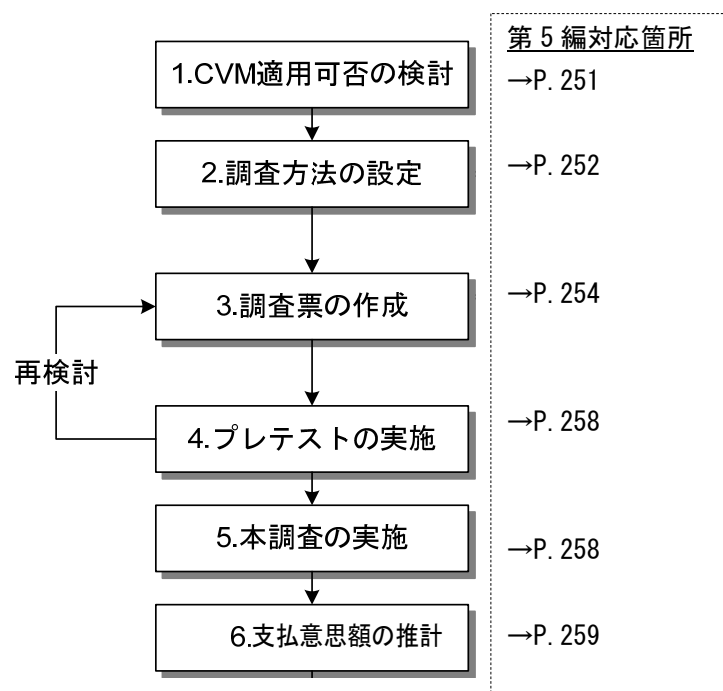 第5編対応箇所
1.CVM適用可否の検討
→P.251
2.調査方法の設定
→P.252
3.調査票の作成
→P.254
再検討
4.プレテストの実施
→P.258
5.本調査の実施
→P.258
6.支払意思額の推計
→P.259